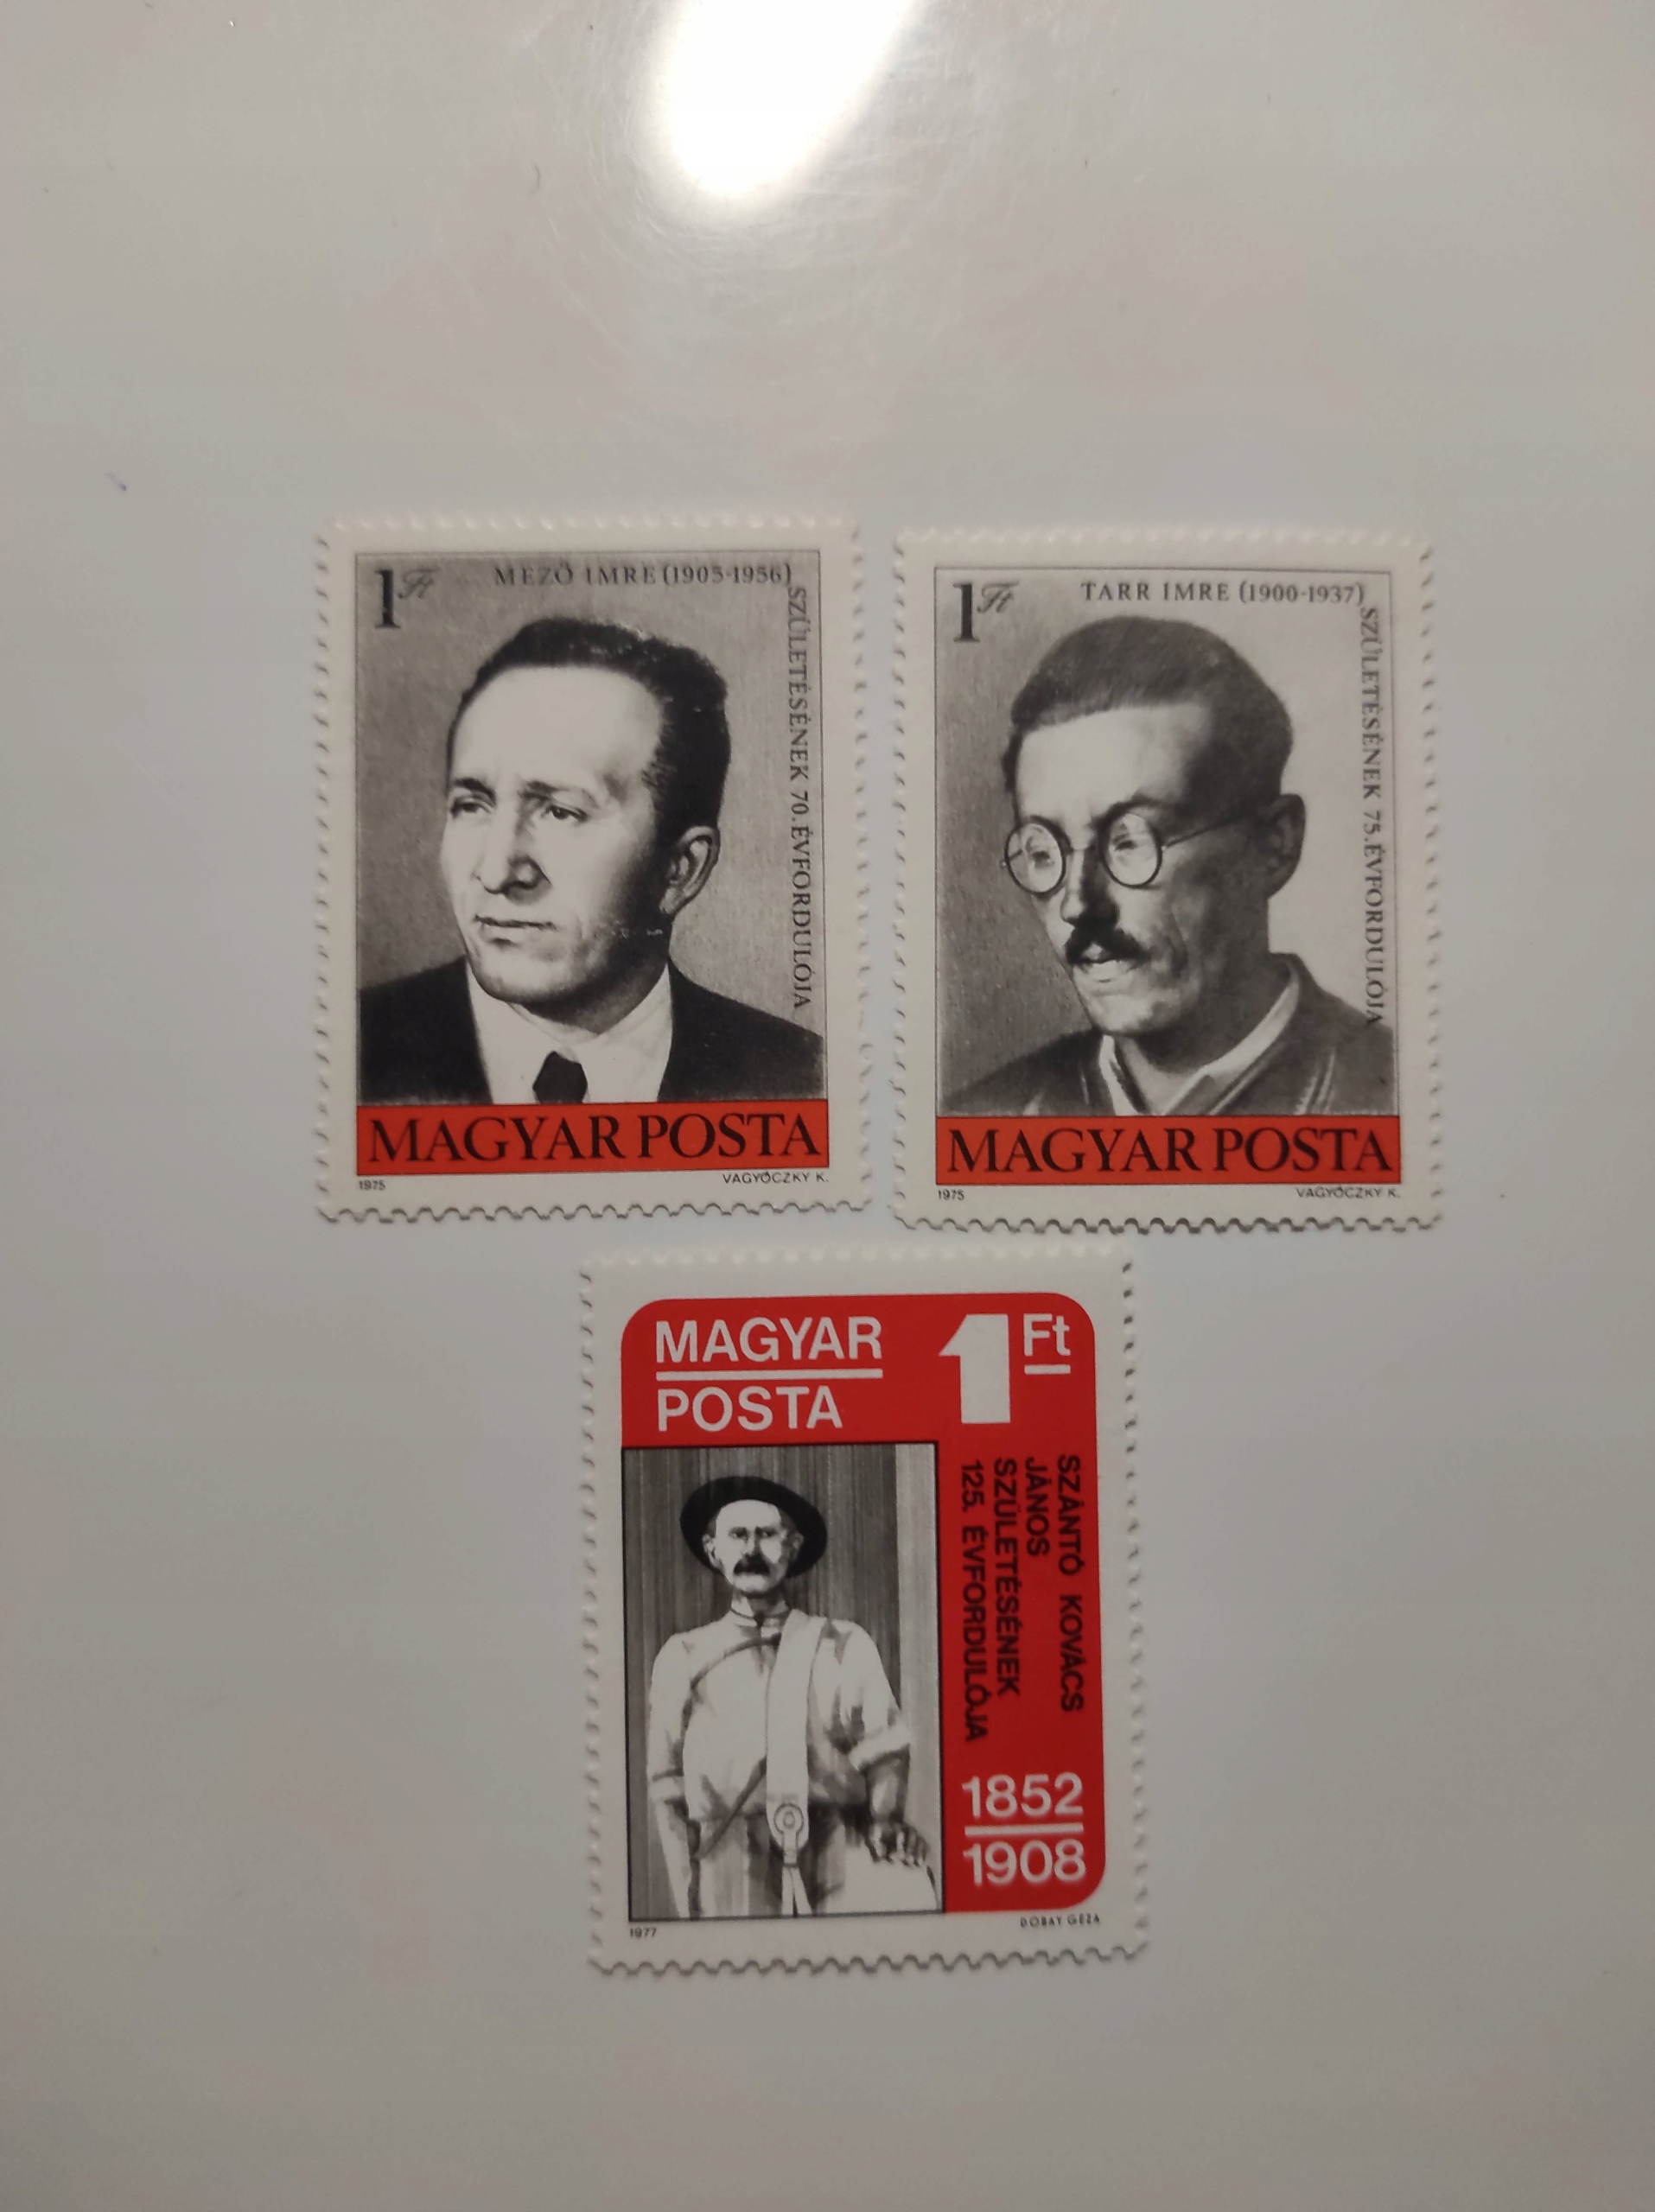 1 Ft
MEZŐ IMRE (1905-1956)
SZÜLETÉSÉNEK 70. ÉVFORDULÓJA
MAGYAR POSTA
1975
VAGYÓCZKY K.
1 Ft
TARR IMRE (1900-1937)
SZÜLETÉSÉNEK 75. ÉVFORDULÓJA
MAGYAR POSTA
1975
VAGYÓCZKY K.
MAGYAR
POSTA
1 Ft
SZÁNTÓ KOVÁCS
JÁNOS
SZÜLETÉSÉNEK
125. ÉVFORDULÓJA
1852
1908
1977
DOBAY GÉZA